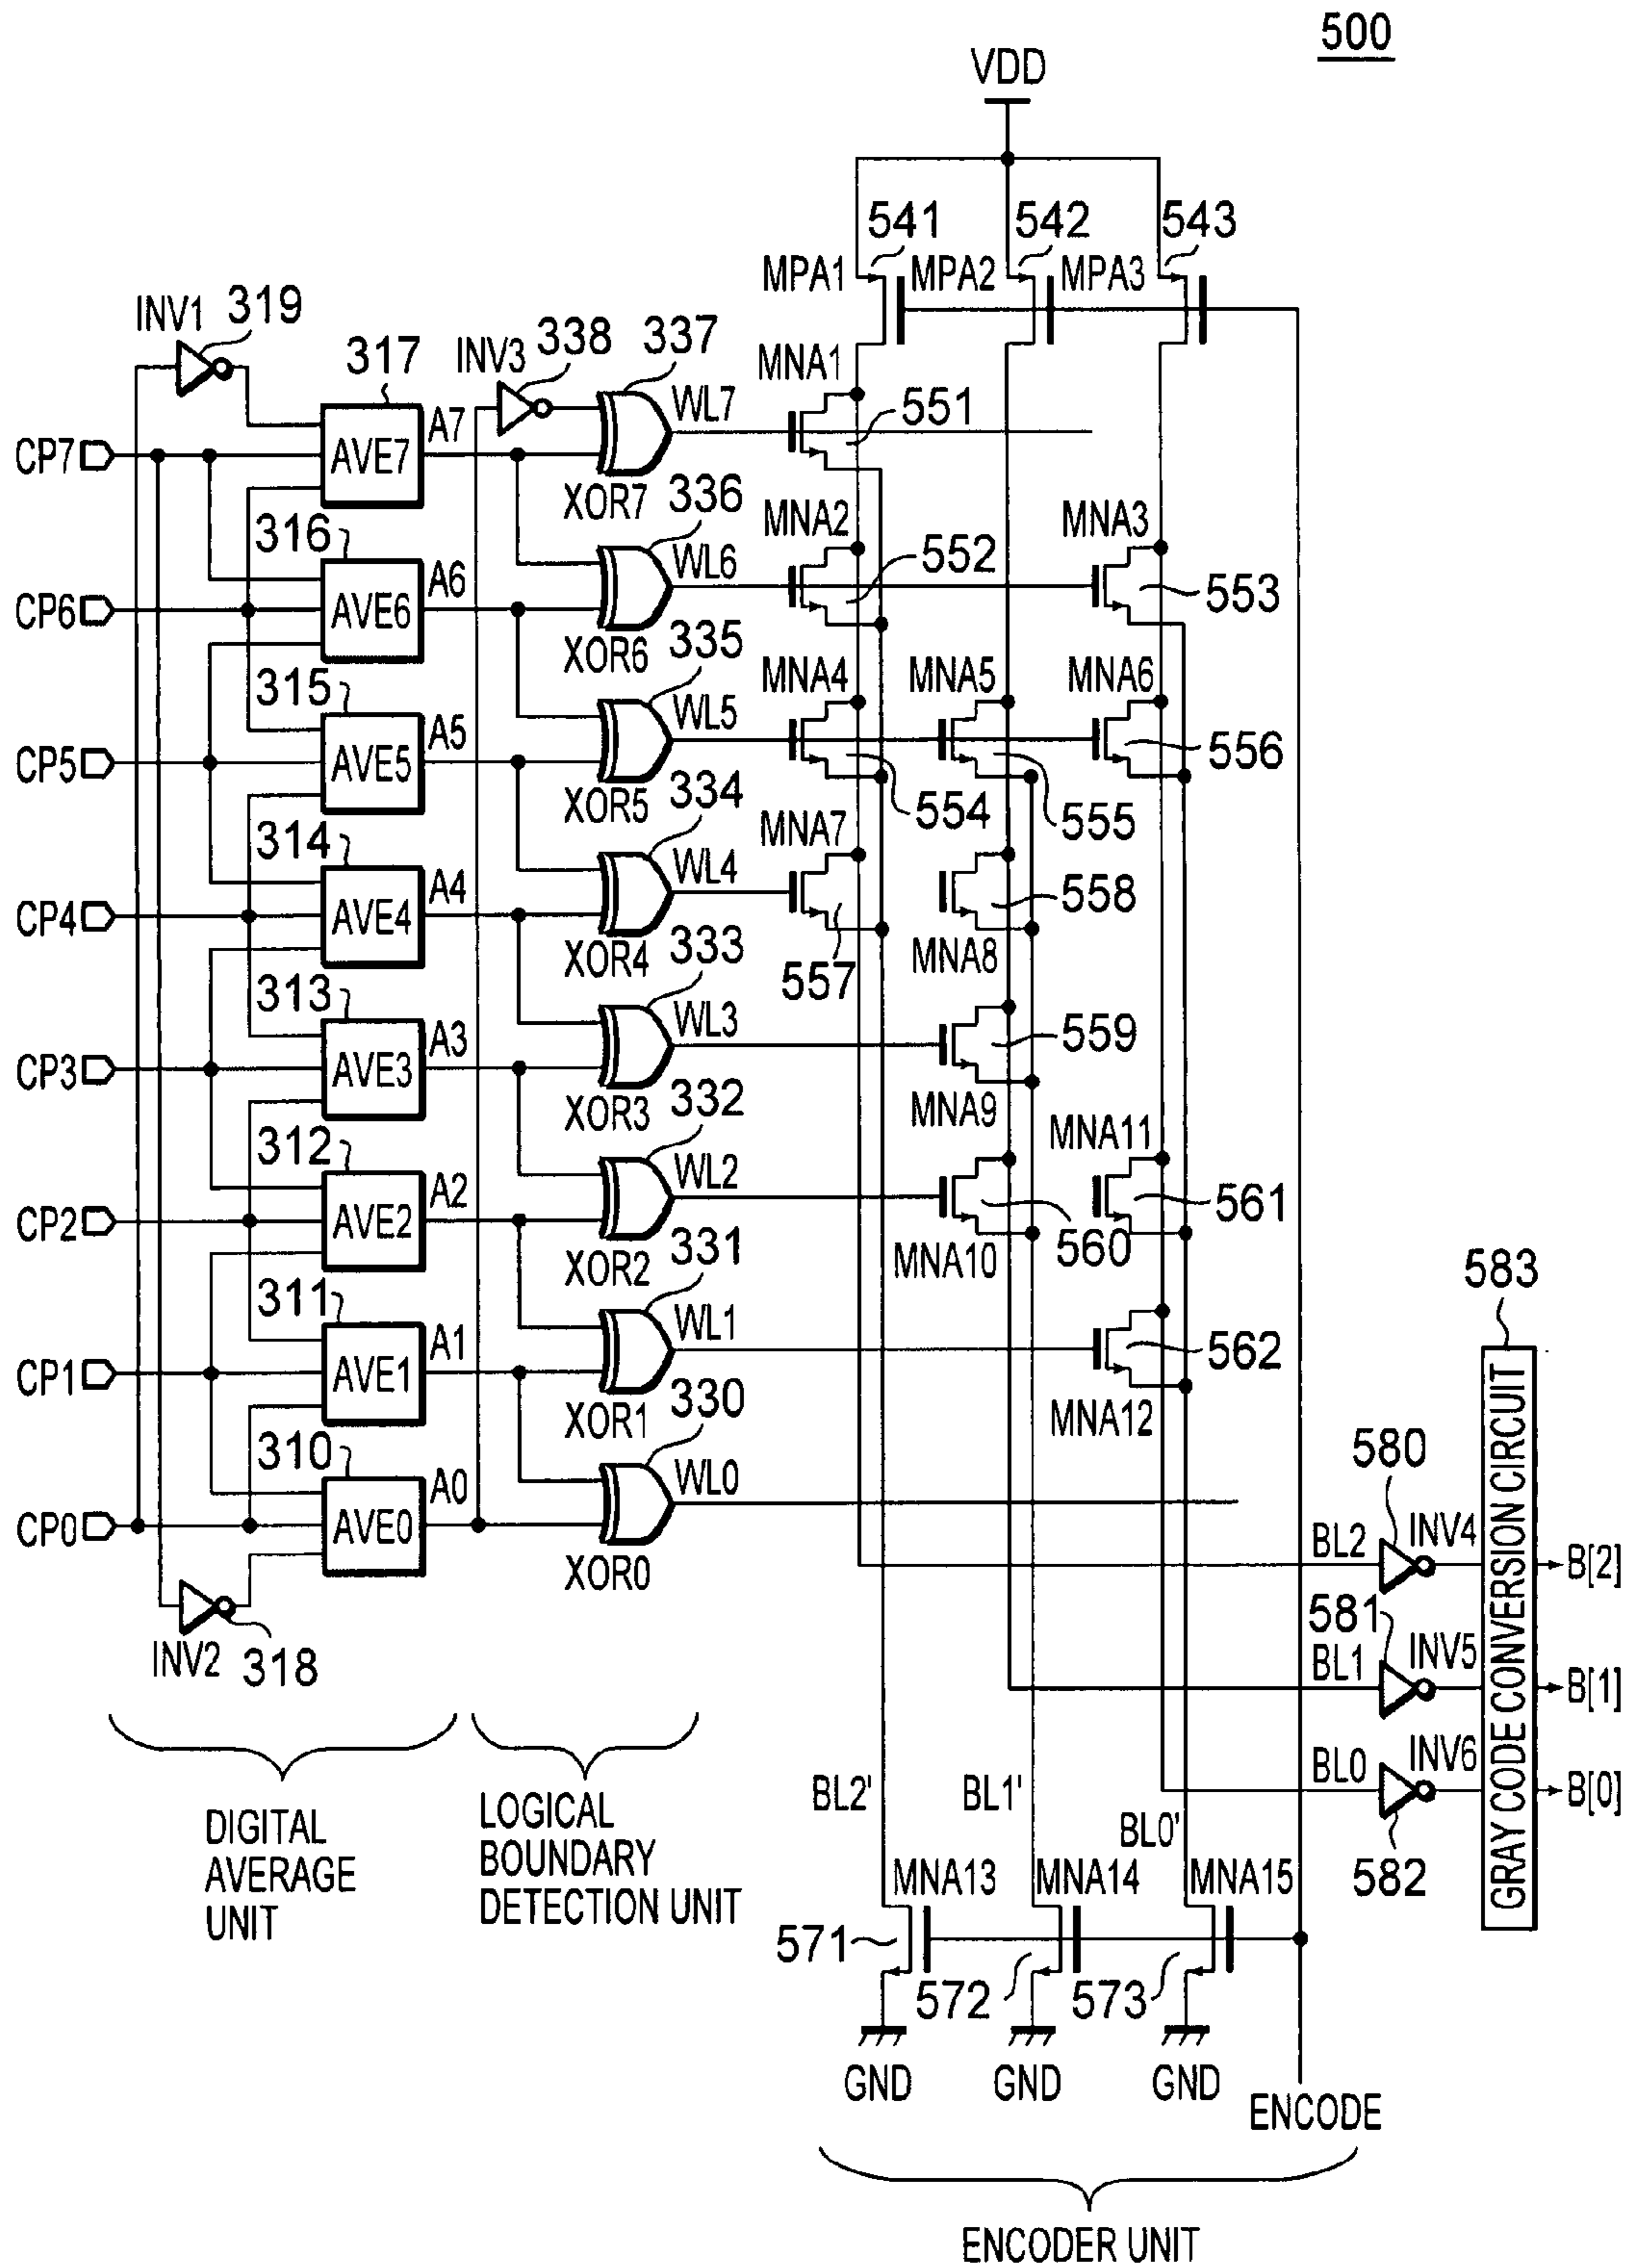 500
VDD
541
542
543
MPA1
MPA2
MPA3
INV1
319
317
INV3
338
337
MNA1
WL7
551
CP7
AVE7
A7
XOR7
336
MNA2
MNA3
316
WL6
552
553
CP6
AVE6
A6
XOR6
335
MNA4
MNA5
MNA6
315
WL5
556
CP5
AVE5
A5
XOR5
334
554
555
MNA7
314
WL4
558
CP4
AVE4
A4
XOR4
333
557
MNA8
313
WL3
559
CP3
AVE3
A3
XOR3
332
MNA9
MNA11
312
WL2
561
CP2
AVE2
A2
XOR2
331
MNA10
560
311
WL1
562
583
CP1
AVE1
A1
XOR1
330
MNA12
310
WL0
580
CP0
AVE0
A0
XOR0
BL2
INV4
B[2]
581
INV2
318
BL1
INV5
B[1]
GRAY CODE CONVERSION CIRCUIT
BL0
INV6
B[0]
582
BL2'
BL1'
BL0'
DIGITAL
AVERAGE
UNIT
LOGICAL
BOUNDARY
DETECTION UNIT
MNA13
MNA14
MNA15
571
572
573
GND
GND
GND
ENCODE
ENCODER UNIT